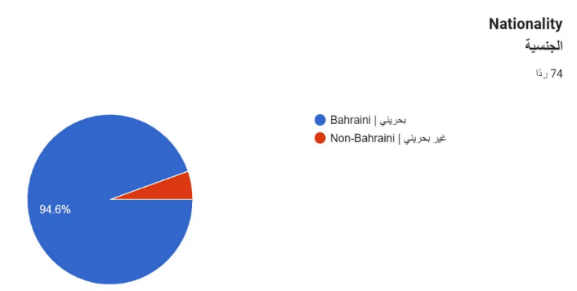 Nationality
الجنسية
74 ردًا
Bahraini | بحريني
Non-Bahraini | غير بحريني
94.6%